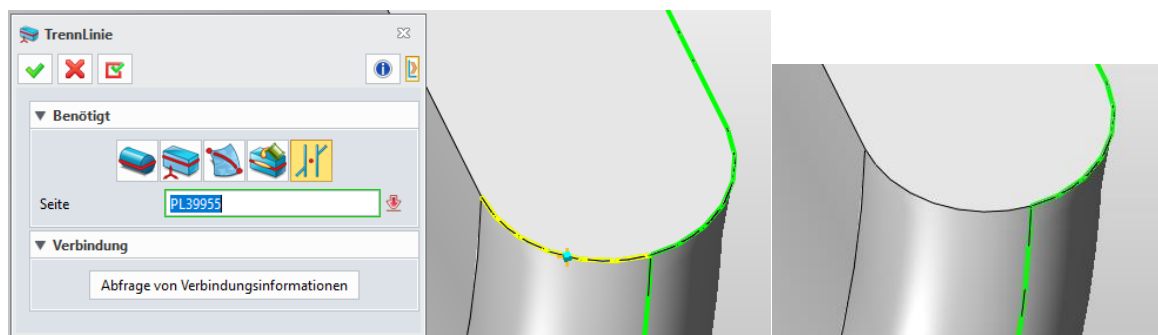 TrennLinie
Benötigt
Seite PL39955
Verbindung
Abfrage von Verbindungsinformationen